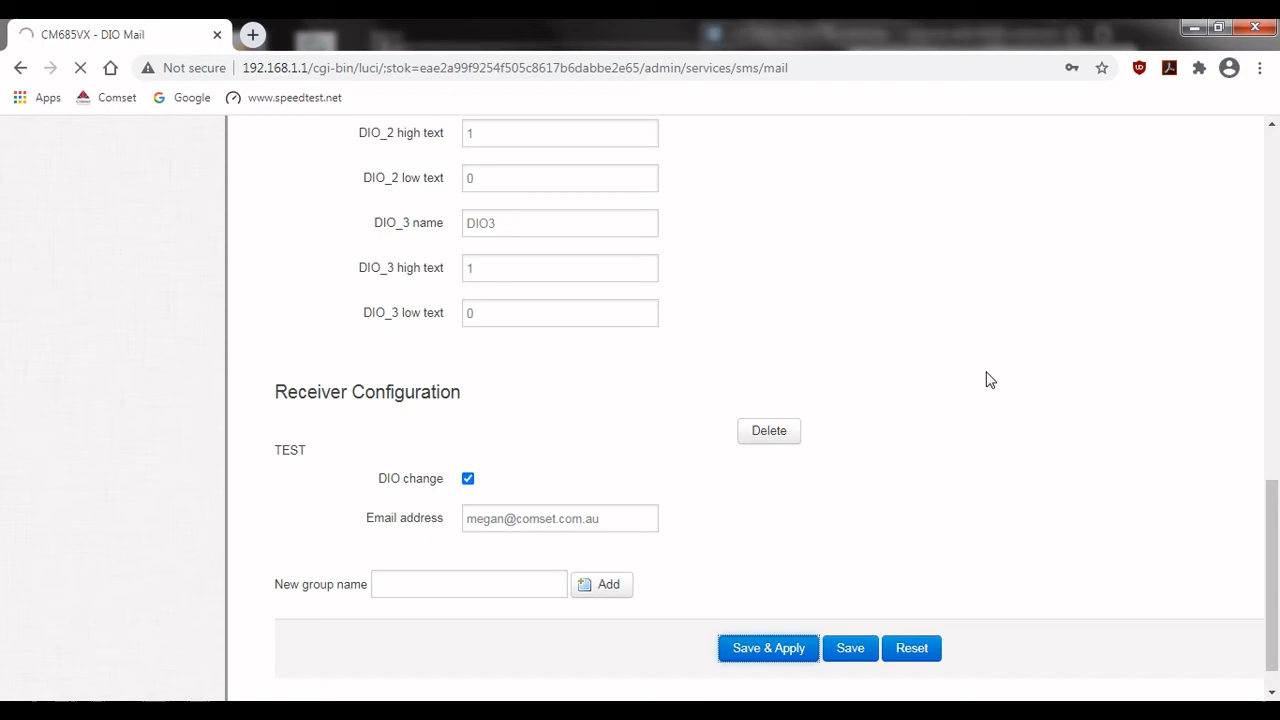 CM685VX - DIO Mail
Not secure 192.168.1.1/cgi-bin/luci/;stok=eae2a99f9254f505c8617b6dabbe2e65/admin/services/sms/mail
Apps Comset Google www.speedtest.net
DIO_2 high text 1
DIO_2 low text 0
DIO_3 name DIO3
DIO_3 high text 1
DIO_3 low text 0
Receiver Configuration
Delete
TEST
DIO change
Email address megan@comset.com.au
New group name Add
Save & Apply Save Reset